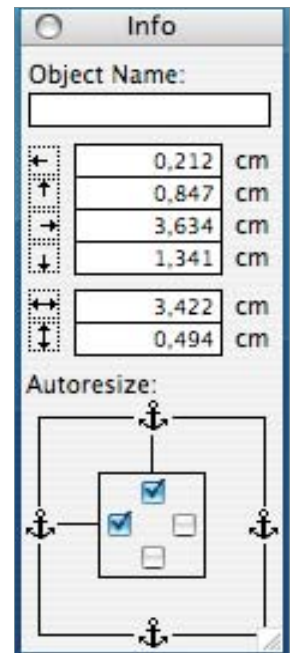 Info
Object Name:
0,212 cm
0,847 cm
3,634 cm
1,341 cm
3,422 cm
0,494 cm
Autoresize: